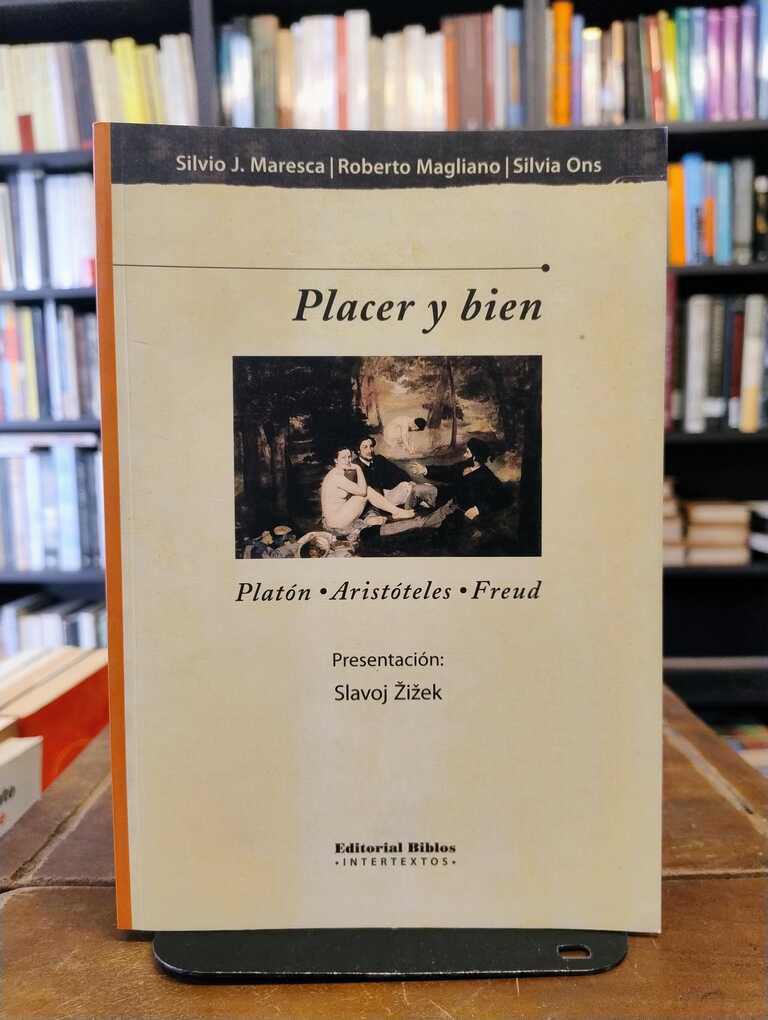 Silvio J. Maresca | Roberto Magliano | Silvia Ons
Placer y bien
Platón • Aristóteles • Freud
Presentación:
Slavoj Žižek
Editorial Biblos
•INTERTEXTOS•